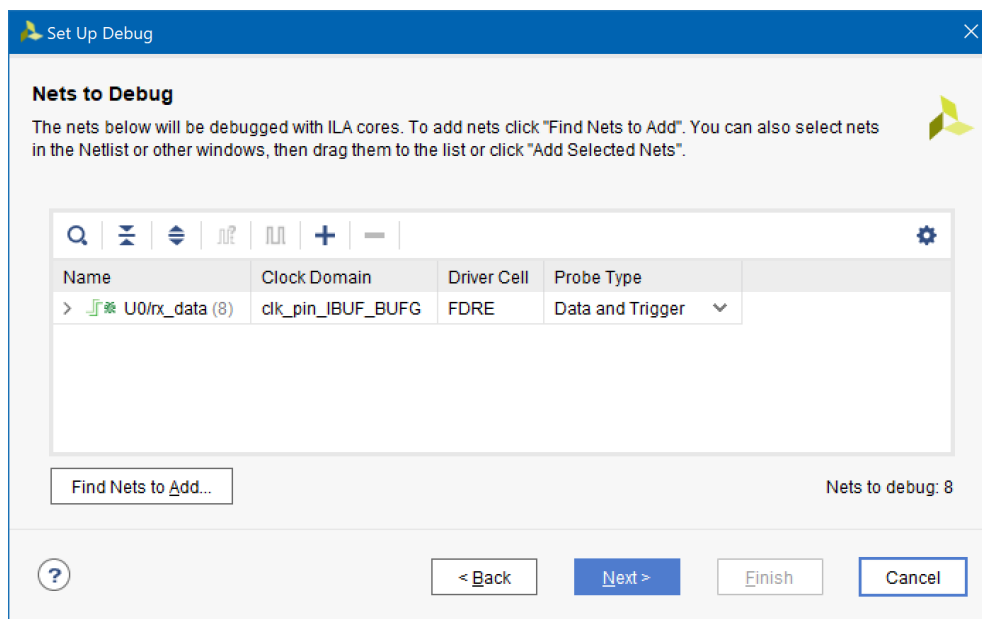 Set Up Debug
Nets to Debug
The nets below will be debugged with ILA cores. To add nets click "Find Nets to Add". You can also select nets
in the Netlist or other windows, then drag them to the list or click "Add Selected Nets".
Name Clock Domain Driver Cell Probe Type
U0/rx_data (8) clk_pin_IBUF_BUFG FDRE Data and Trigger
Find Nets to Add... Nets to debug: 8
? < Back Next > Finish Cancel